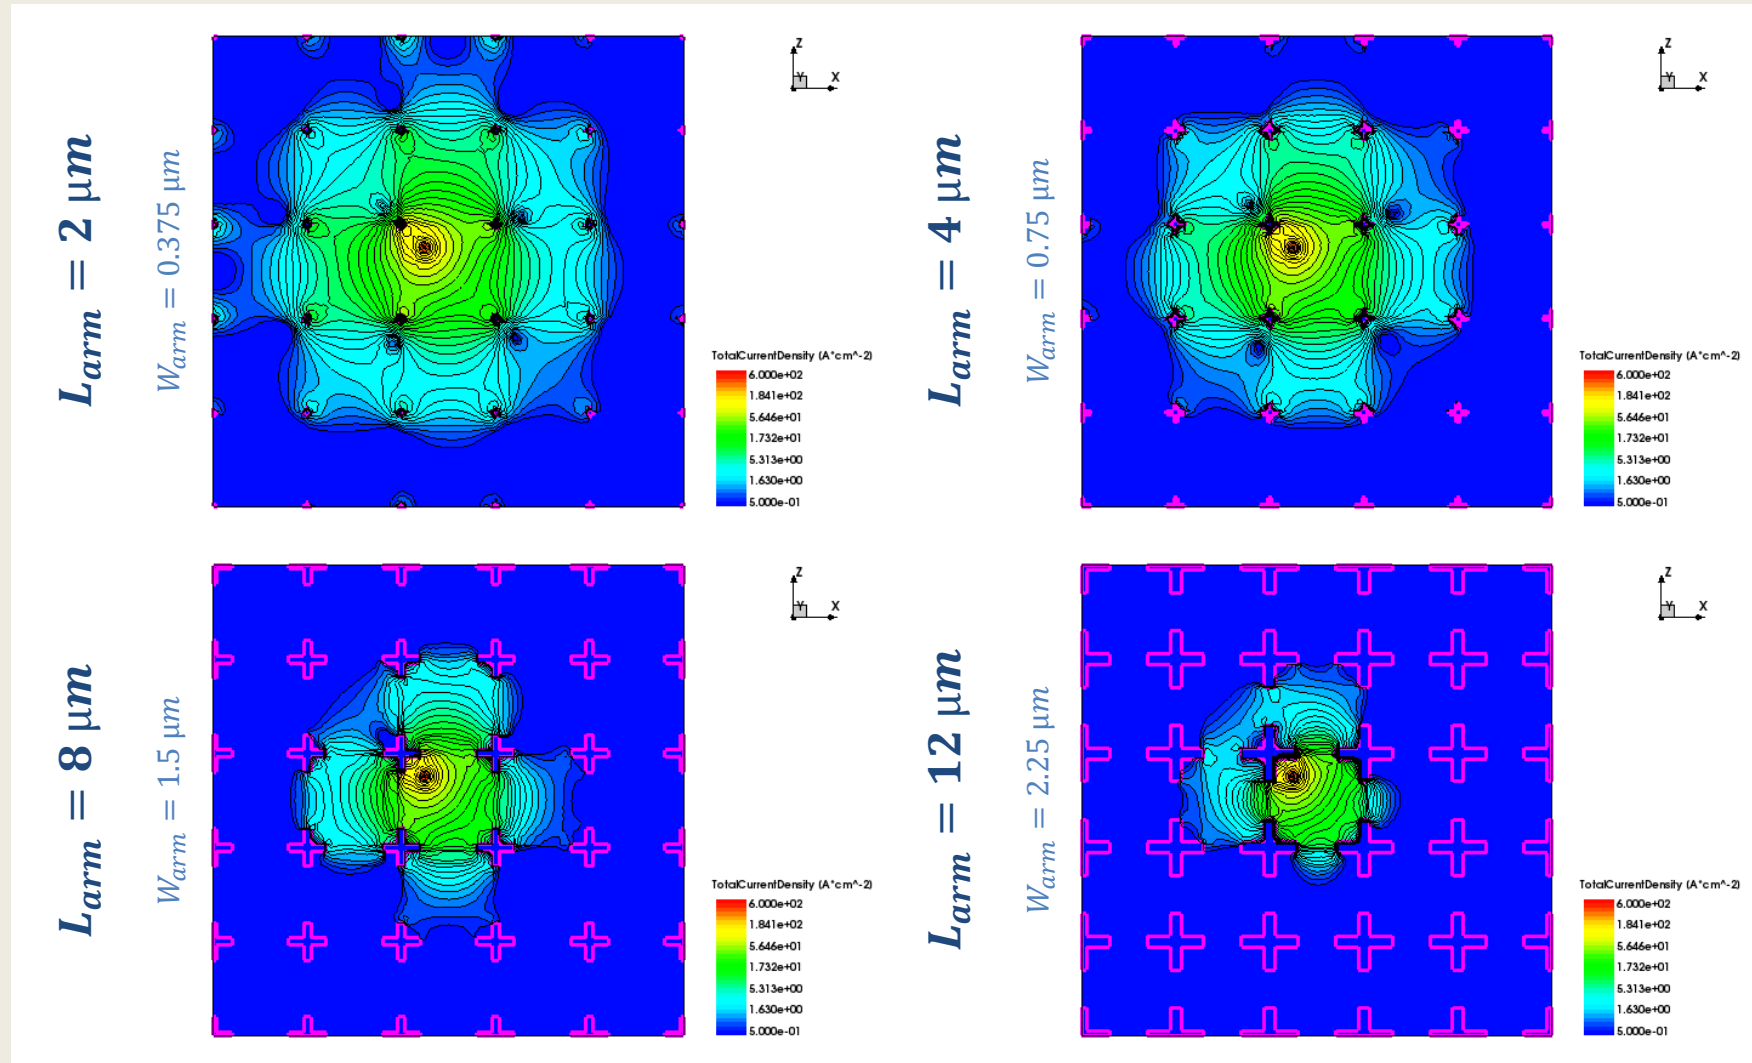 L_arm = 2 μm
W_arm = 0.375 μm
Z
Y
X
TotalCurrentDensity (A*cm^-2)
6.000e+02
1.841e+02
5.646e+01
1.732e+01
5.313e+00
1.630e+00
5.000e-01
L_arm = 4 μm
W_arm = 0.75 μm
Z
Y
X
TotalCurrentDensity (A*cm^-2)
6.000e+02
1.841e+02
5.646e+01
1.732e+01
5.313e+00
1.630e+00
5.000e-01
L_arm = 8 μm
W_arm = 1.5 μm
Z
Y
X
TotalCurrentDensity (A*cm^-2)
6.000e+02
1.841e+02
5.646e+01
1.732e+01
5.313e+00
1.630e+00
5.000e-01
L_arm = 12 μm
W_arm = 2.25 μm
Z
Y
X
TotalCurrentDensity (A*cm^-2)
6.000e+02
1.841e+02
5.646e+01
1.732e+01
5.313e+00
1.630e+00
5.000e-01